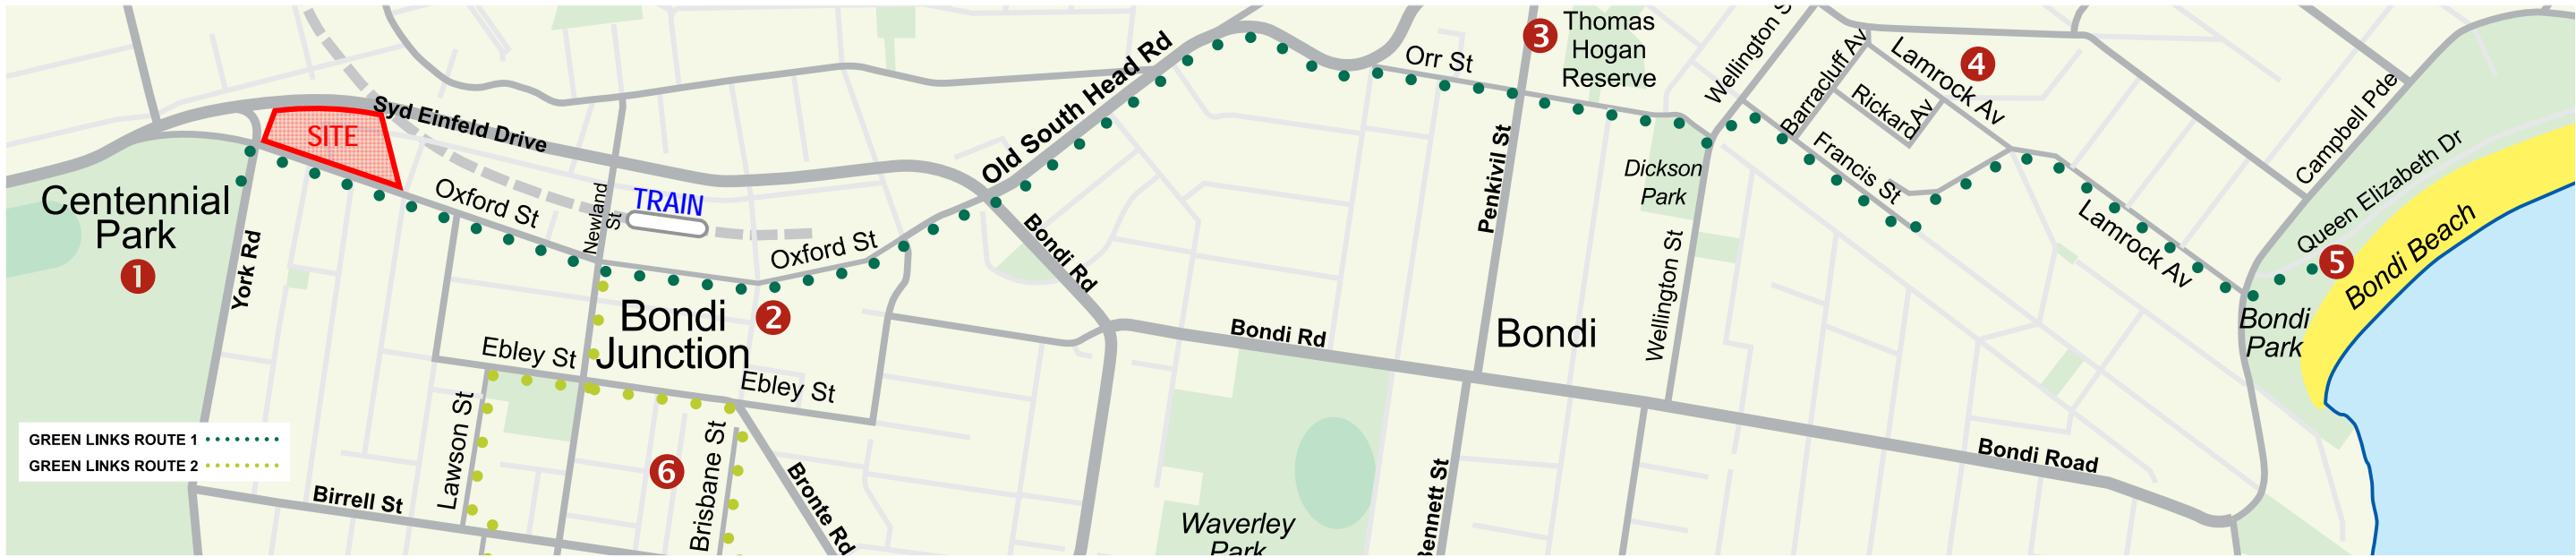 Thomas
Hogan
Reserve
3
4
5
1
2
6
SITE
Syd Einfeld Drive
Old South Head Rd
Orr St
Wellington S
Barracluff Av
Lamrock Av
Rickard Av
Francis St
Campbell Pde
Queen Elizabeth Dr
Bondi Beach
Centennial
Park
York Rd
Oxford St
Newland
St
TRAIN
Oxford St
Bondi Rd
Penkivil St
Dickson
Park
Wellington St
Lamrock Av
Bondi
Park
Bondi
Junction
Bondi Rd
Bondi
Ebley St
Ebley St
GREEN LINKS ROUTE 1
GREEN LINKS ROUTE 2
Lawson St
Brisbane St
Bronte Rd
Birrell St
Waverley
Park
Bennett St
Bondi Road